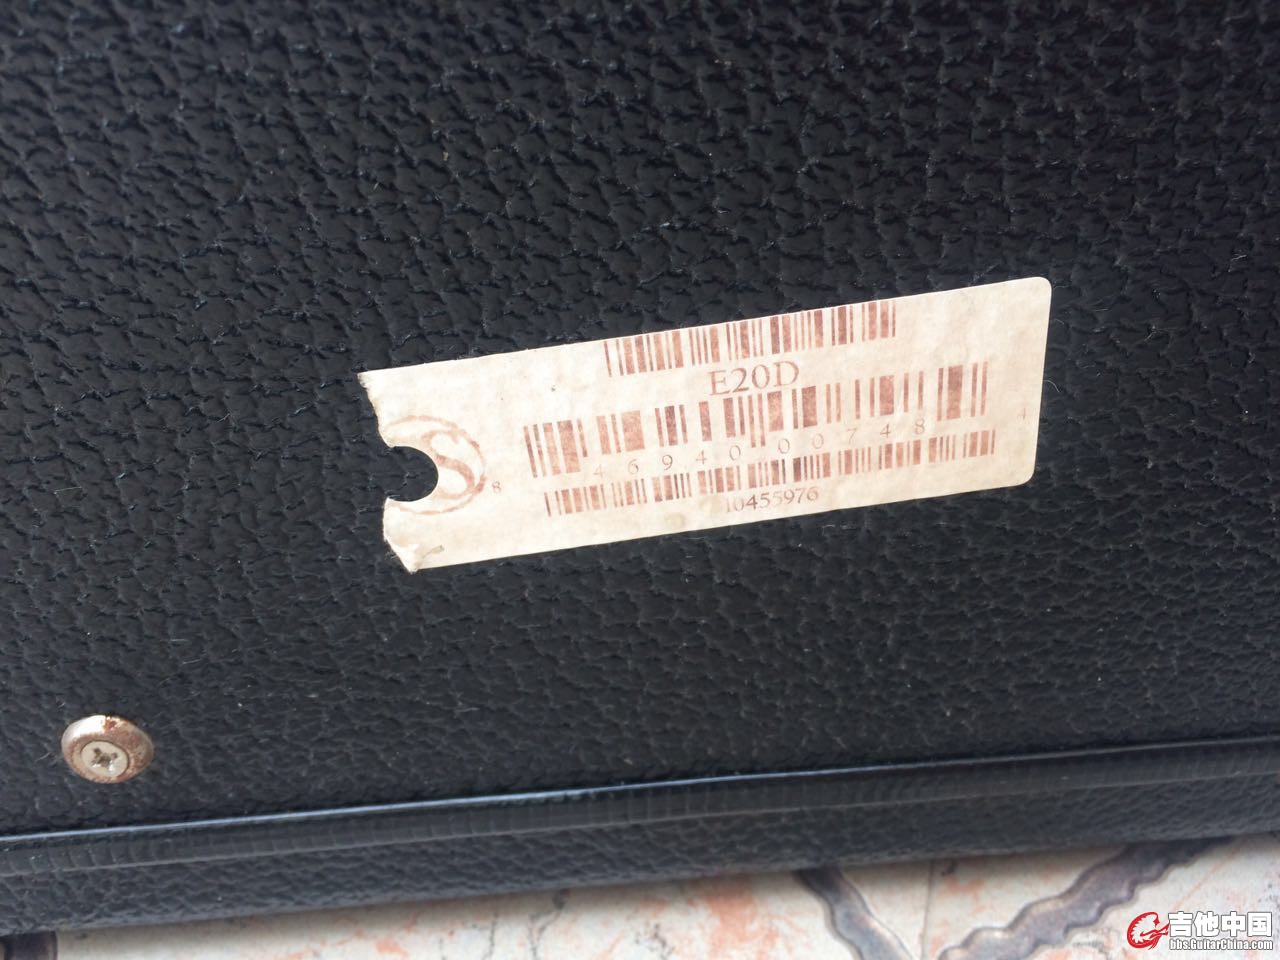 E20D
S
8 46940 00748 4
10455976
吉他中国
bbs.GuitarChina.com